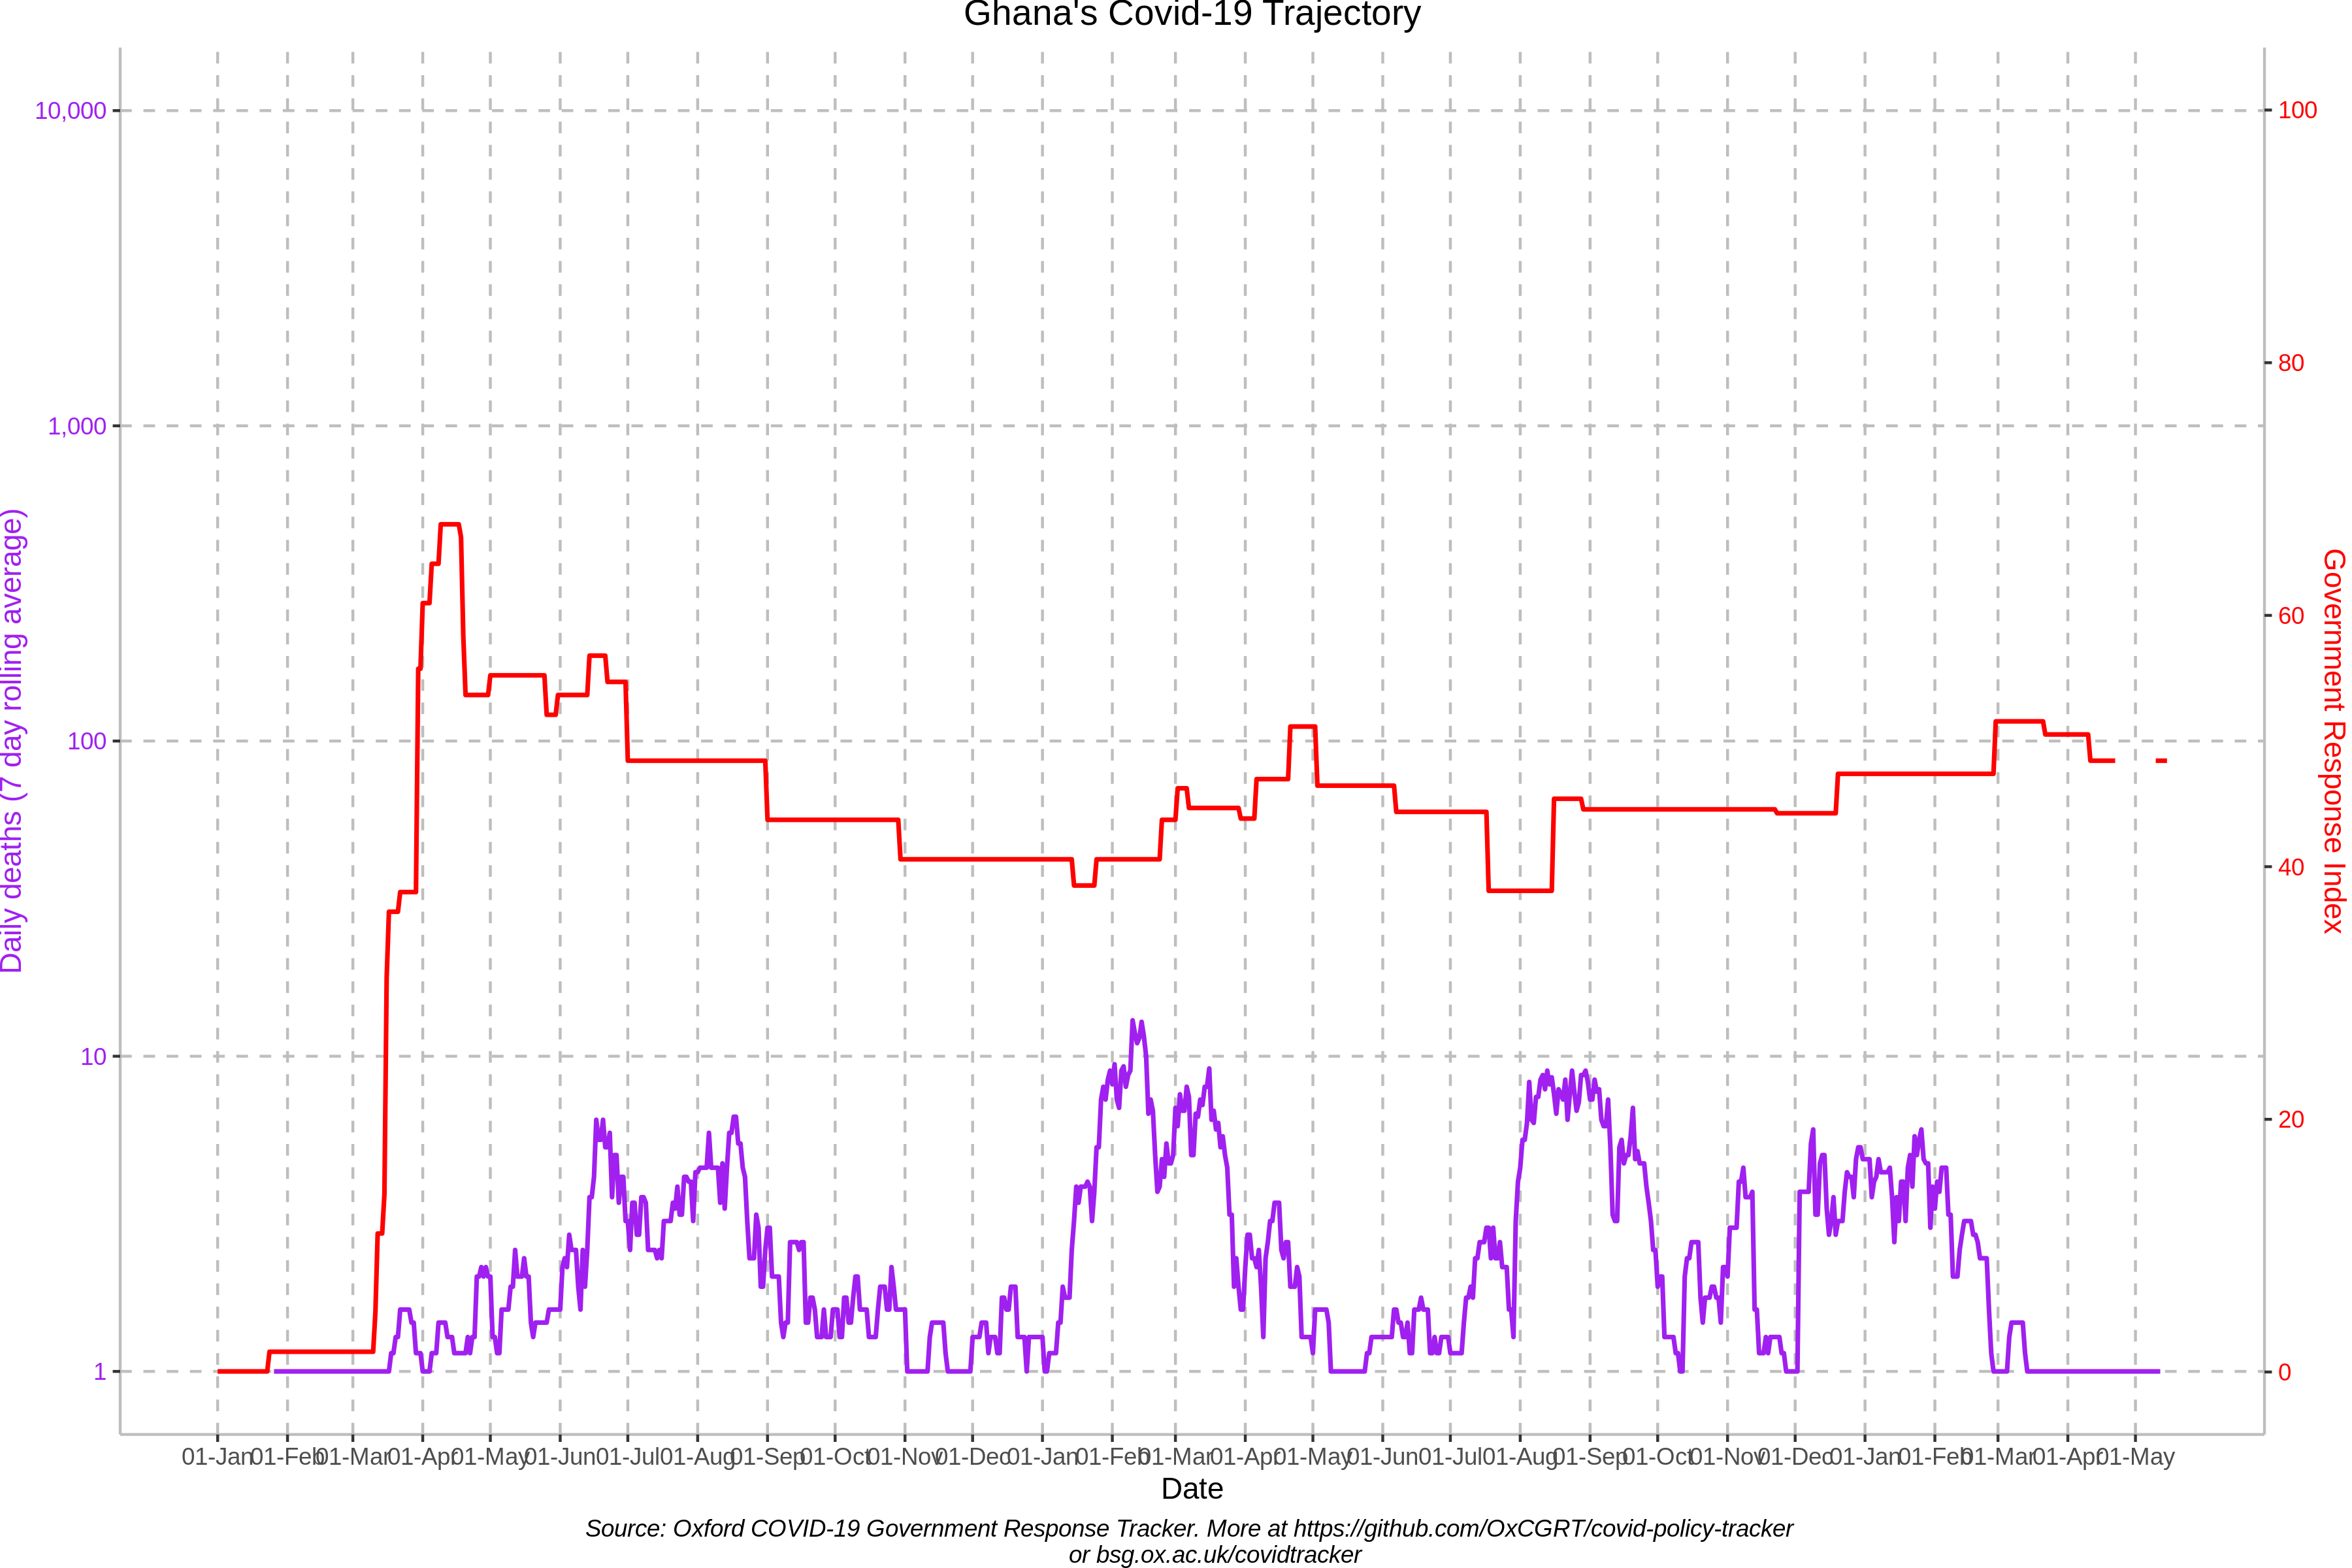 Ghana's Covid-19 Trajectory
10,000
1,000
100
10
1
Daily deaths (7 day rolling average)
100
80
60
40
20
0
Government Response Index
01-Jan 01-Feb 01-Mar 01-Apr 01-May 01-Jun 01-Jul 01-Aug 01-Sep 01-Oct 01-Nov 01-Dec 01-Jan 01-Feb 01-Mar 01-Apr 01-May 01-Jun 01-Jul 01-Aug 01-Sep 01-Oct 01-Nov 01-Dec 01-Jan 01-Feb 01-Mar 01-Apr 01-May
Date
Source: Oxford COVID-19 Government Response Tracker. More at https://github.com/OxCGRT/covid-policy-tracker
or bsg.ox.ac.uk/covidtracker